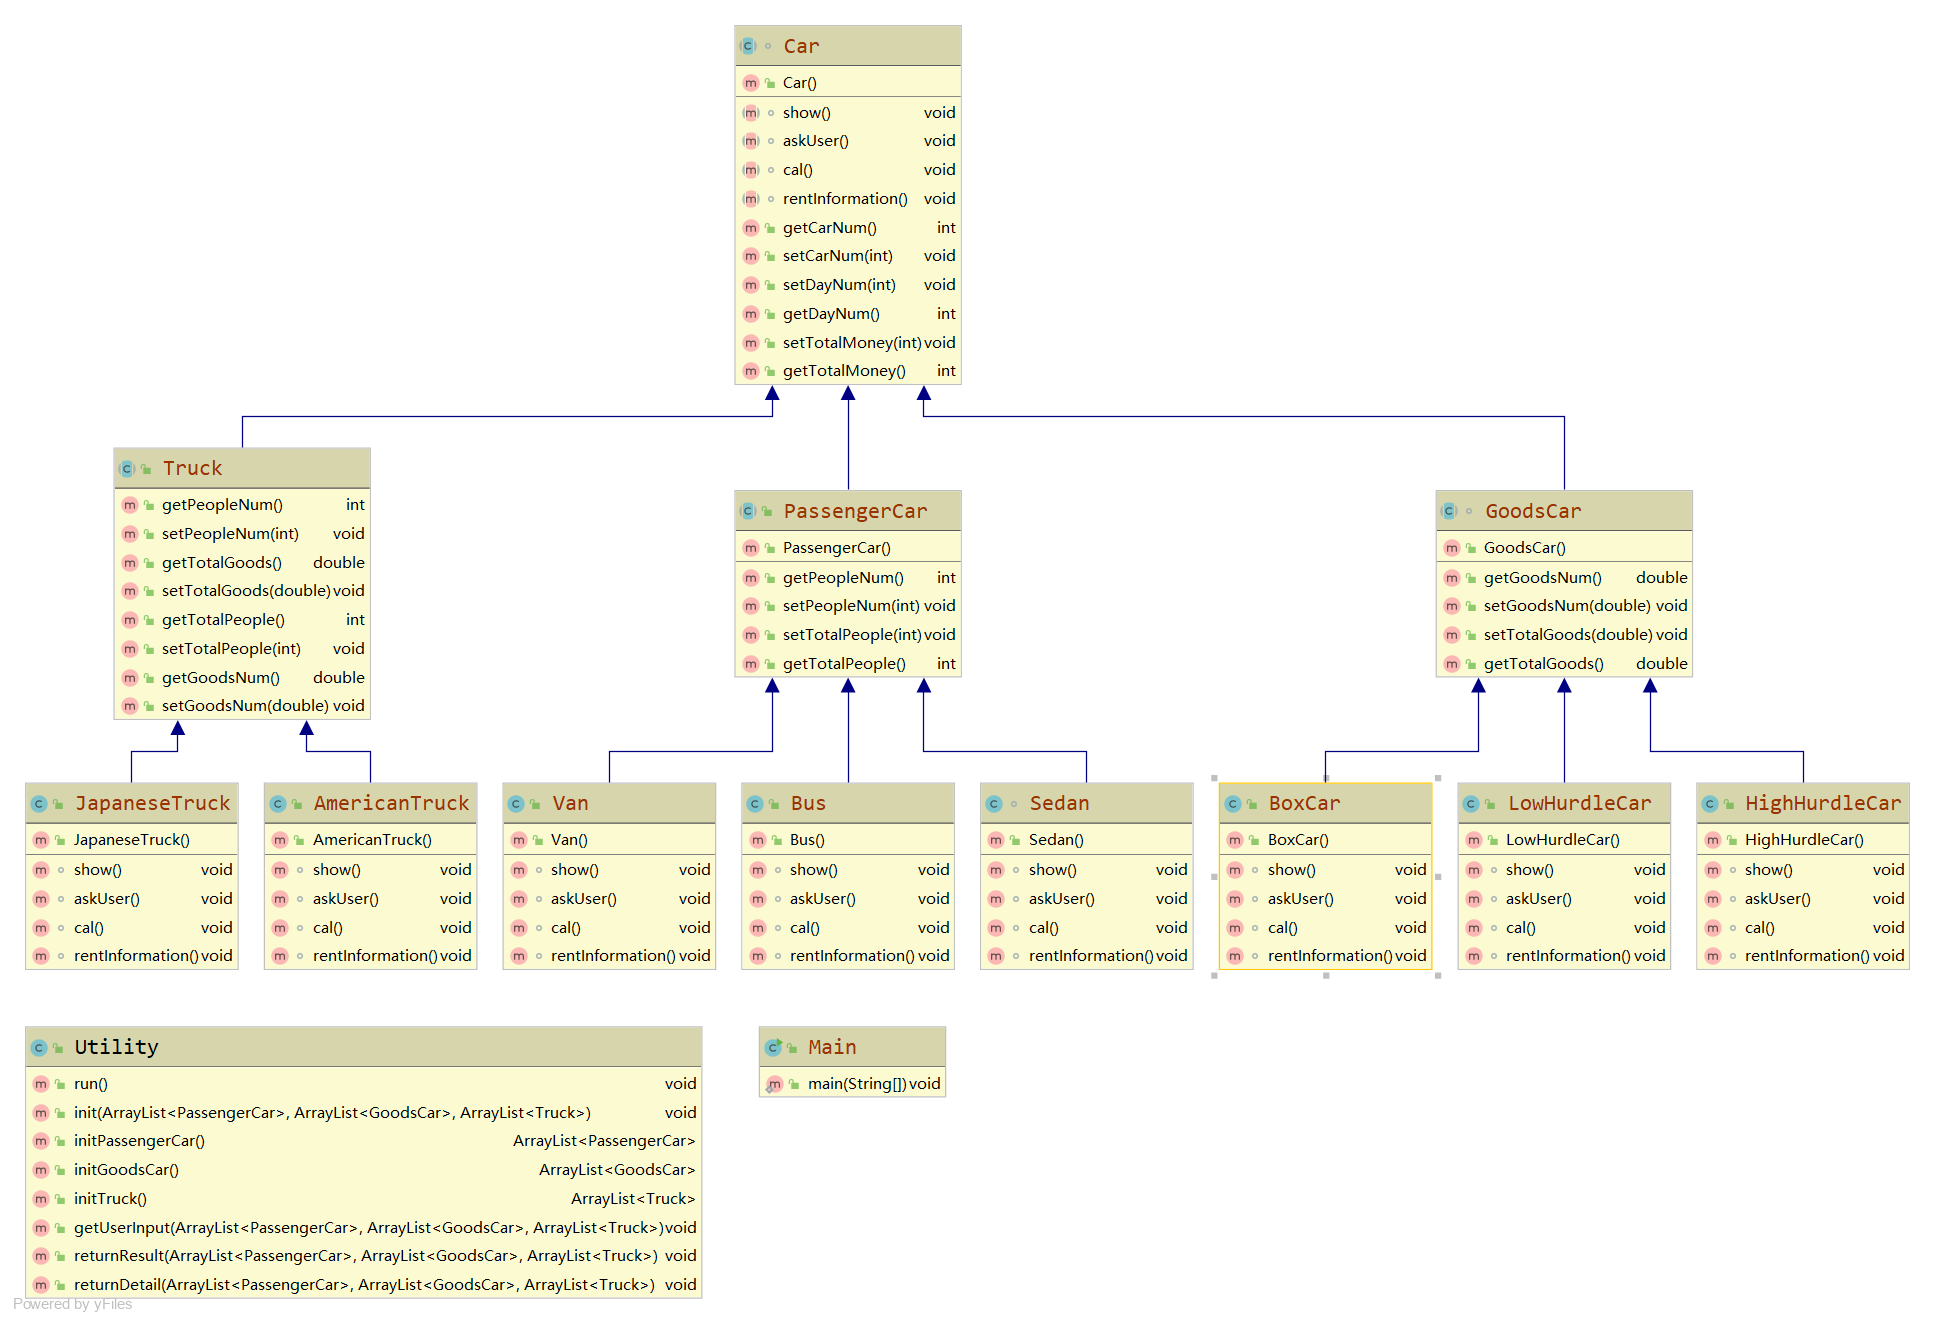 Car
Car()
show() void
askUser() void
cal() void
rentInformation() void
getCarNum() int
setCarNum(int) void
setDayNum(int) void
getDayNum() int
setTotalMoney(int) void
getTotalMoney() int
Truck
getPeopleNum() int
setPeopleNum(int) void
getTotalGoods() double
setTotalGoods(double) void
getTotalPeople() int
setTotalPeople(int) void
getGoodsNum() double
setGoodsNum(double) void
PassengerCar
PassengerCar()
getPeopleNum() int
setPeopleNum(int) void
setTotalPeople(int) void
getTotalPeople() int
GoodsCar
GoodsCar()
getGoodsNum() double
setGoodsNum(double) void
setTotalGoods(double) void
getTotalGoods() double
JapaneseTruck
JapaneseTruck()
show() void
askUser() void
cal() void
rentInformation() void
AmericanTruck
AmericanTruck()
show() void
askUser() void
cal() void
rentInformation() void
Van
Van()
show() void
askUser() void
cal() void
rentInformation() void
Bus
Bus()
show() void
askUser() void
cal() void
rentInformation() void
Sedan
Sedan()
show() void
askUser() void
cal() void
rentInformation() void
BoxCar
BoxCar()
show() void
askUser() void
cal() void
rentInformation() void
LowHurdleCar
LowHurdleCar()
show() void
askUser() void
cal() void
rentInformation() void
HighHurdleCar
HighHurdleCar()
show() void
askUser() void
cal() void
rentInformation() void
Utility
run() void
init(ArrayList<PassengerCar>, ArrayList<GoodsCar>, ArrayList<Truck>) void
initPassengerCar() ArrayList<PassengerCar>
initGoodsCar() ArrayList<GoodsCar>
initTruck() ArrayList<Truck>
getUserInput(ArrayList<PassengerCar>, ArrayList<GoodsCar>, ArrayList<Truck>) void
returnResult(ArrayList<PassengerCar>, ArrayList<GoodsCar>, ArrayList<Truck>) void
returnDetail(ArrayList<PassengerCar>, ArrayList<GoodsCar>, ArrayList<Truck>) void
Main
main(String[]) void
Powered by yFiles